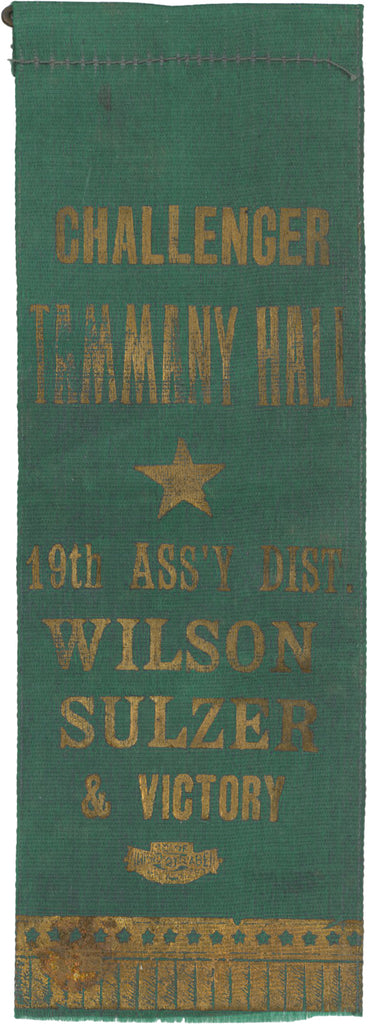 CHALLENGER
TAMMANY HALL
19th ASS'Y DIST.
WILSON
SULZER
& VICTORY